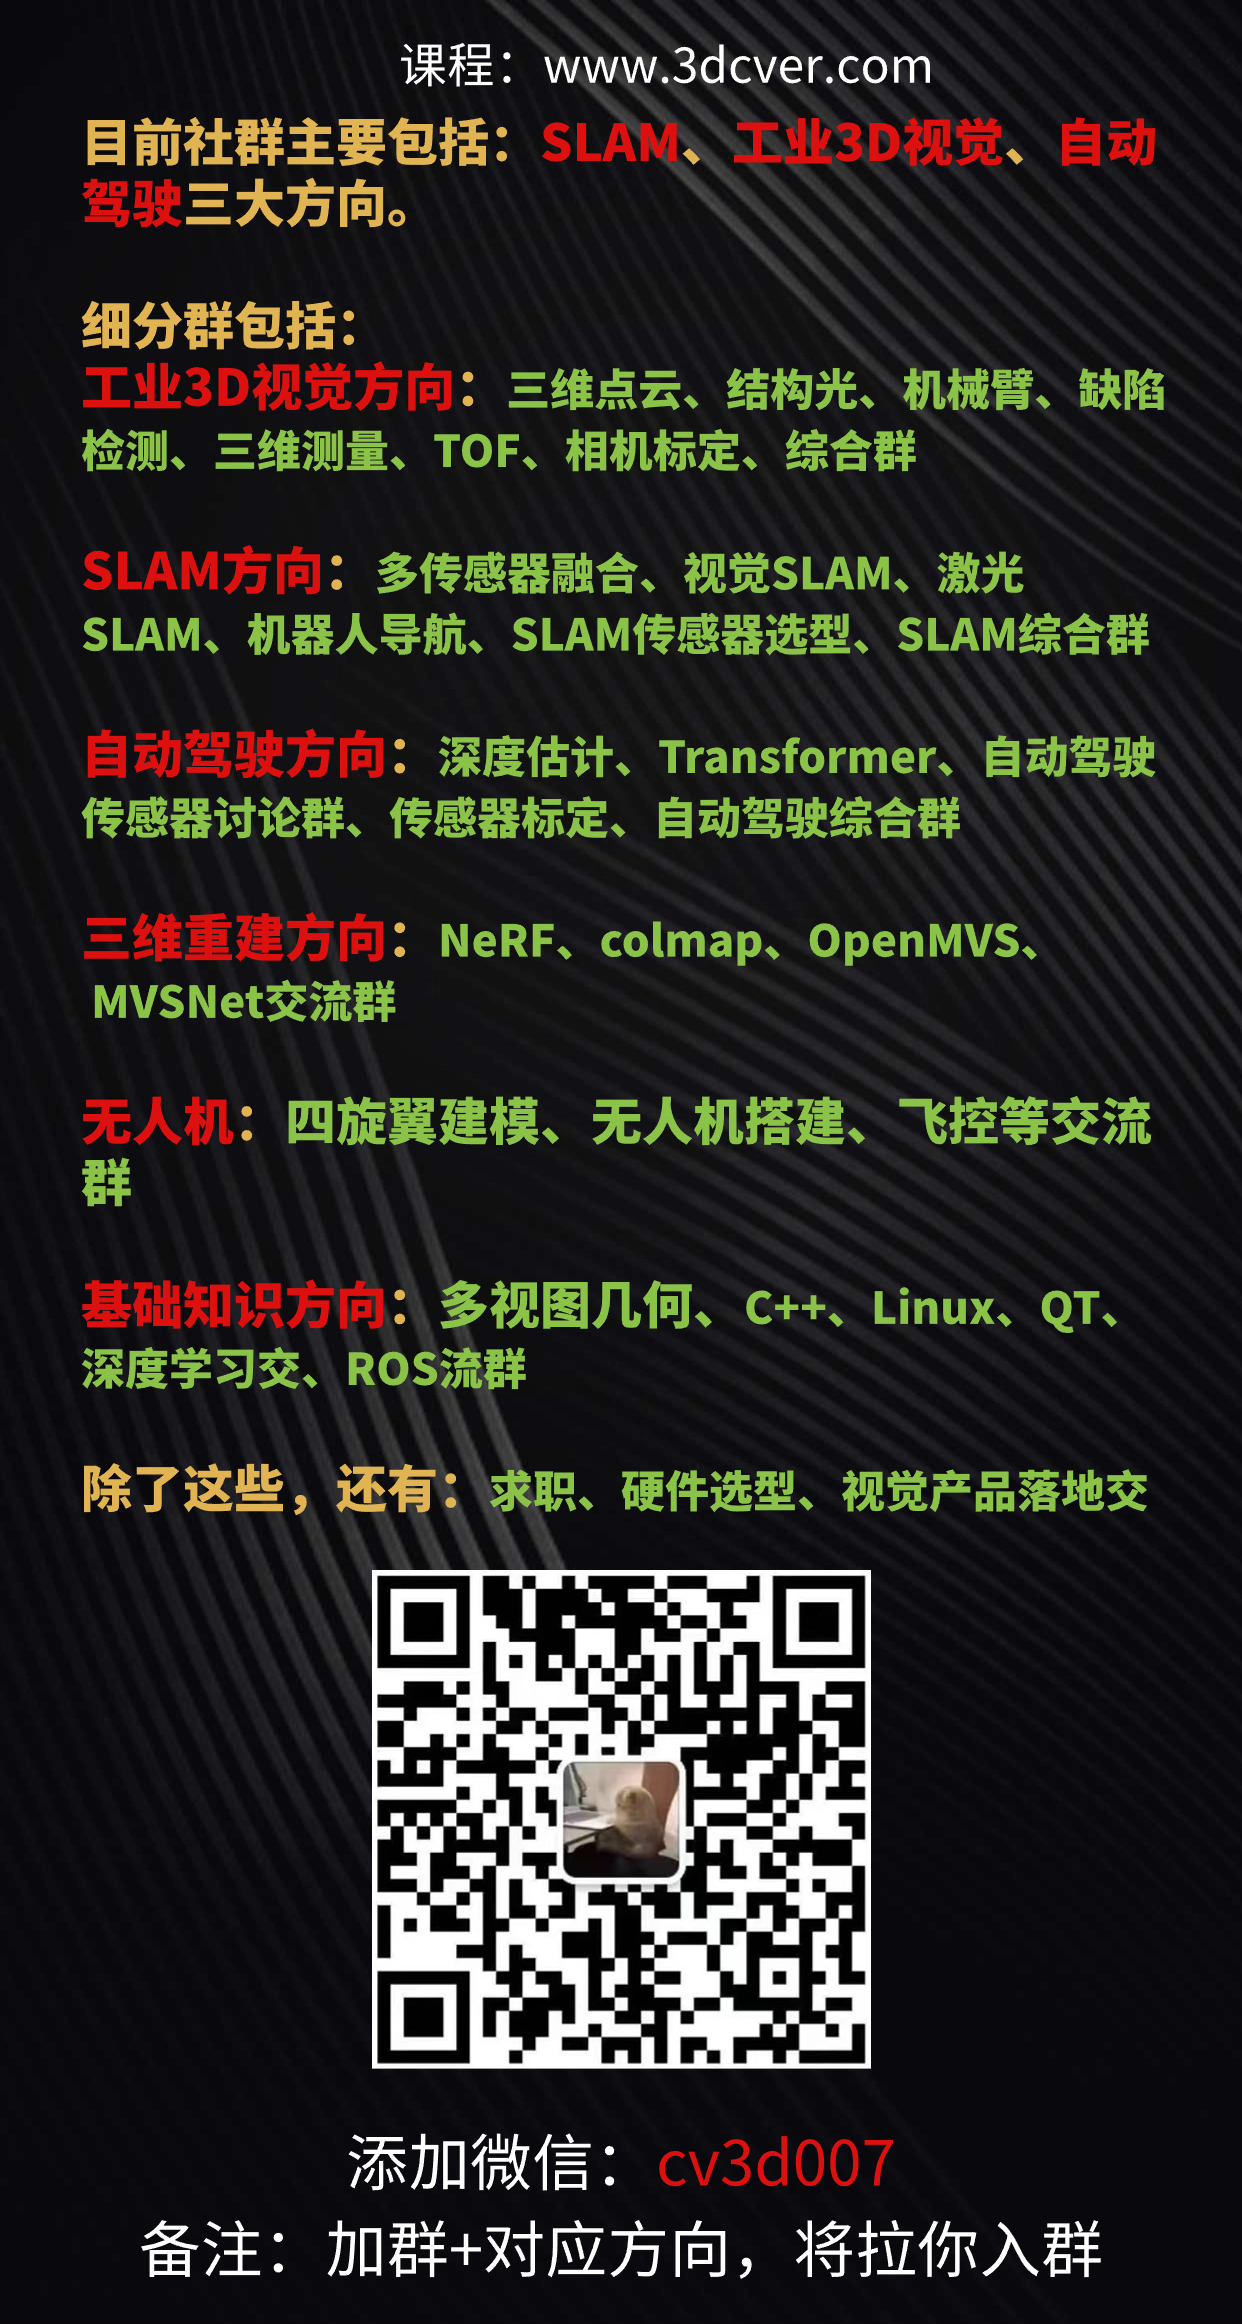 课程：www.3dcver.com
目前社群主要包括：SLAM、工业3D视觉、自动
驾驶三大方向。
细分群包括：
工业3D视觉方向：三维点云、结构光、机械臂、缺陷
检测、三维测量、TOF、相机标定、综合群
SLAM方向：多传感器融合、视觉SLAM、激光
SLAM、机器人导航、SLAM传感器选型、SLAM综合群
自动驾驶方向：深度估计、Transformer、自动驾驶
传感器讨论群、传感器标定、自动驾驶综合群
三维重建方向：NeRF、colmap、OpenMVS、
MVSNet交流群
无人机：四旋翼建模、无人机搭建、飞控等交流
群
基础知识方向：多视图几何、C++、Linux、QT、
深度学习交、ROS流群
除了这些，还有：求职、硬件选型、视觉产品落地交
添加微信：cv3d007
备注：加群+对应方向，将拉你入群